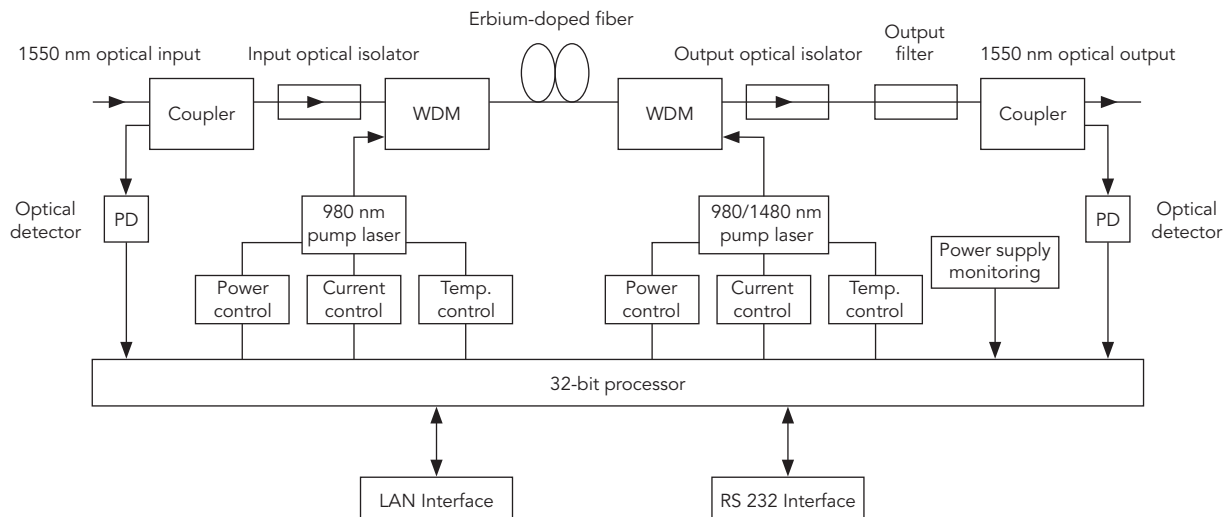 Erbium-doped fiber
1550 nm optical input
Input optical isolator
Output optical isolator
Output
filter
1550 nm optical output
Coupler
WDM
WDM
Coupler
Optical
detector
PD
980 nm
pump laser
980/1480 nm
pump laser
PD
Optical
detector
Power supply
monitoring
Power
control
Current
control
Temp.
control
Power
control
Current
control
Temp.
control
32-bit processor
LAN Interface
RS 232 Interface